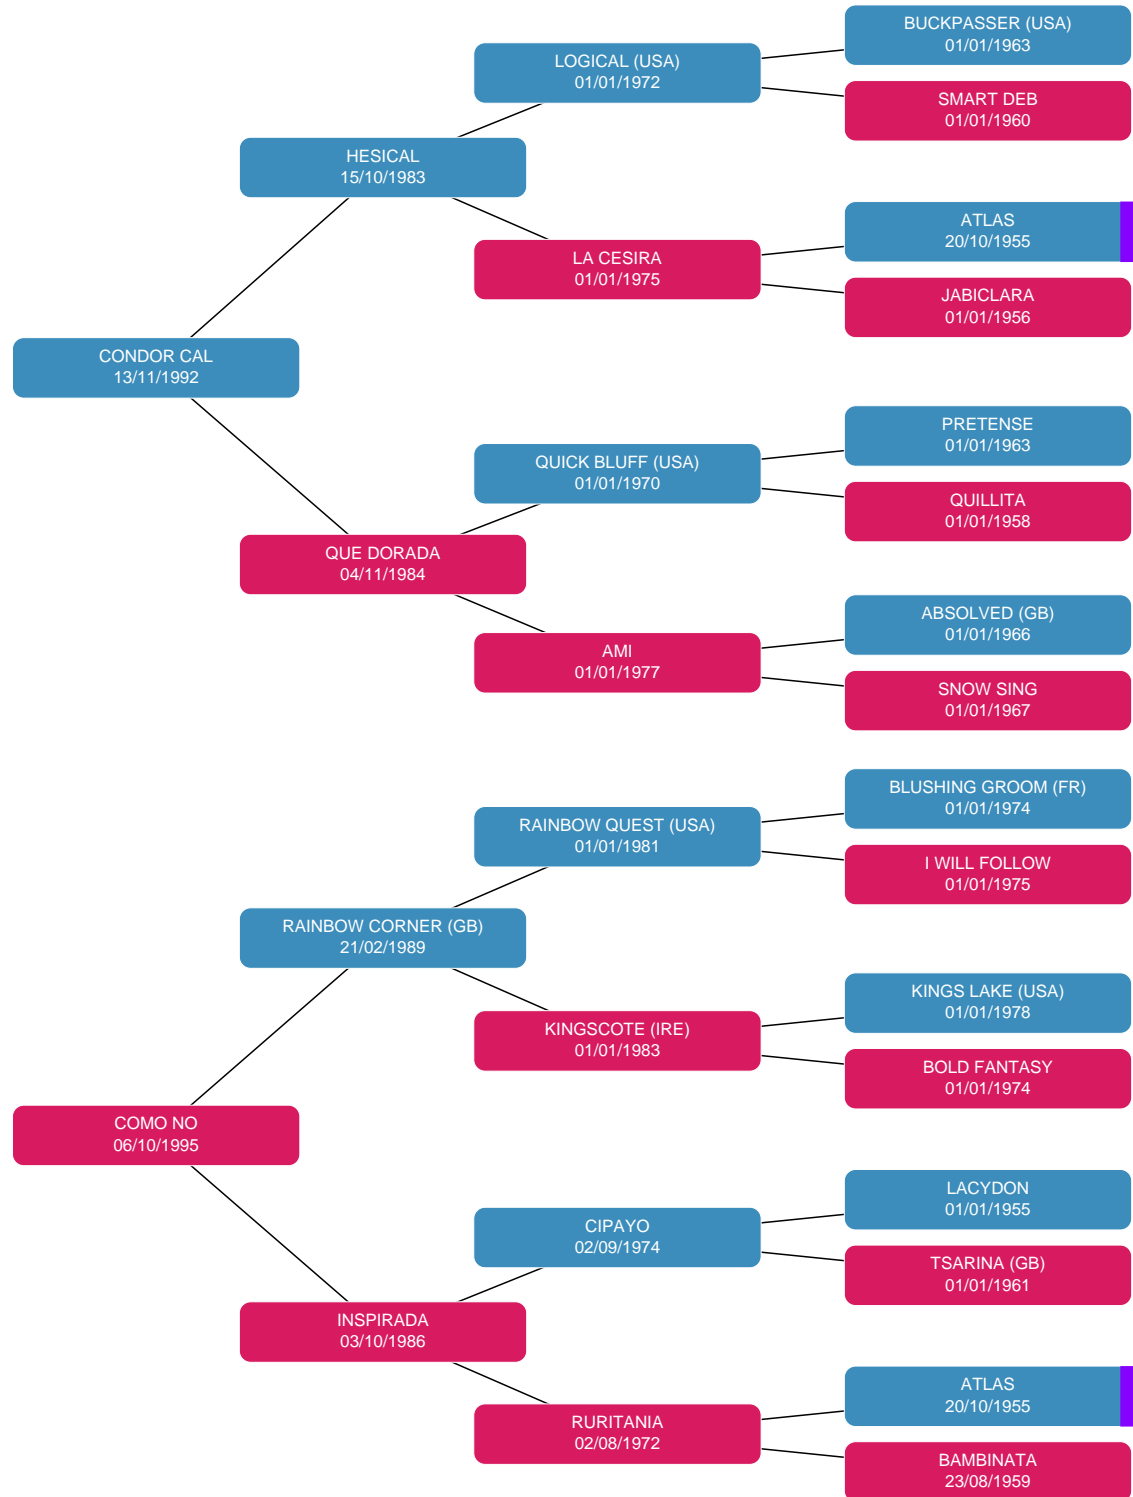 BUCKPASSER (USA)
01/01/1963
LOGICAL (USA)
01/01/1972
SMART DEB
01/01/1960
HESICAL
15/10/1983
ATLAS
20/10/1955
LA CESIRA
01/01/1975
JABICLARA
01/01/1956
CONDOR CAL
13/11/1992
PRETENSE
01/01/1963
QUICK BLUFF (USA)
01/01/1970
QUILLITA
01/01/1958
QUE DORADA
04/11/1984
ABSOLVED (GB)
01/01/1966
AMI
01/01/1977
SNOW SING
01/01/1967
BLUSHING GROOM (FR)
01/01/1974
RAINBOW QUEST (USA)
01/01/1981
I WILL FOLLOW
01/01/1975
RAINBOW CORNER (GB)
21/02/1989
KINGS LAKE (USA)
01/01/1978
KINGSCOTE (IRE)
01/01/1983
BOLD FANTASY
01/01/1974
COMO NO
06/10/1995
LACYDON
01/01/1955
CIPAYO
02/09/1974
TSARINA (GB)
01/01/1961
INSPIRADA
03/10/1986
ATLAS
20/10/1955
RURITANIA
02/08/1972
BAMBINATA
23/08/1959